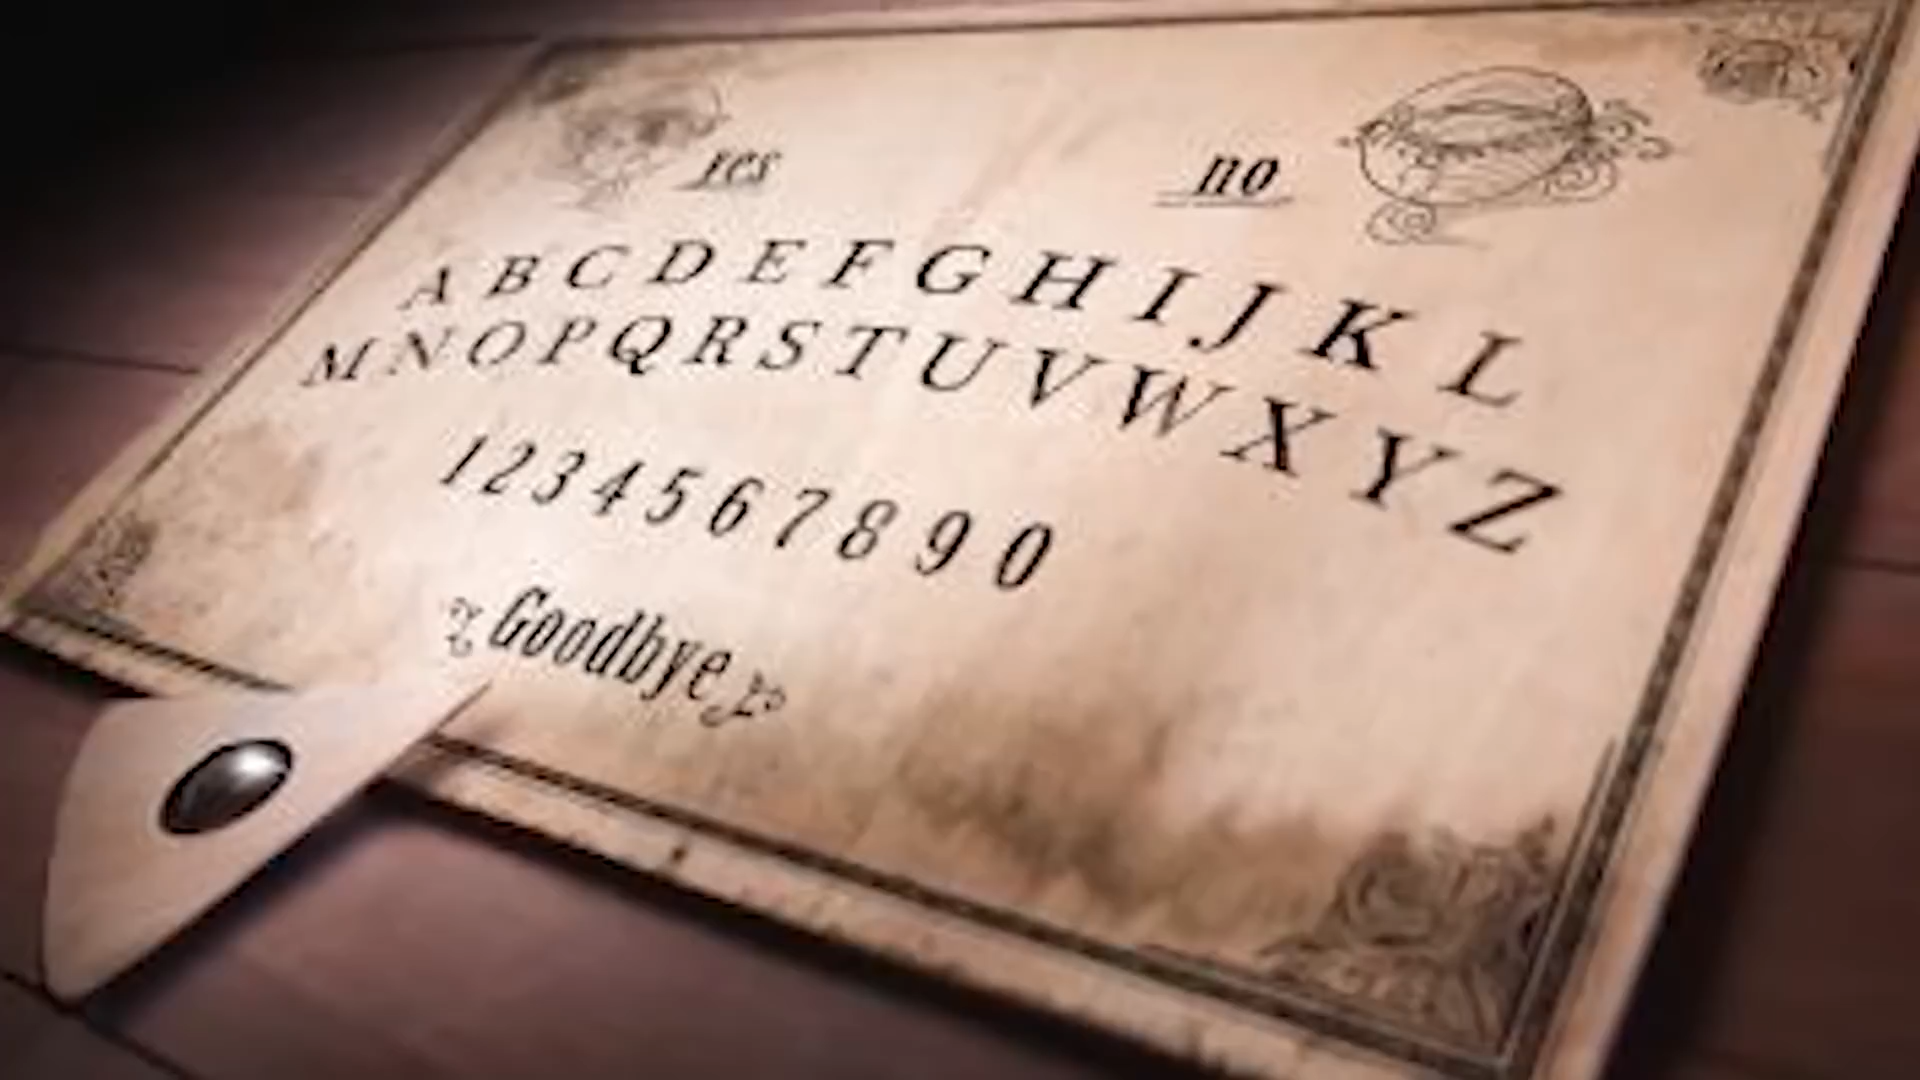 yes no
A B C D E F G H I J K L
M N O P Q R S T U V W X Y Z
1 2 3 4 5 6 7 8 9 0
Goodbye